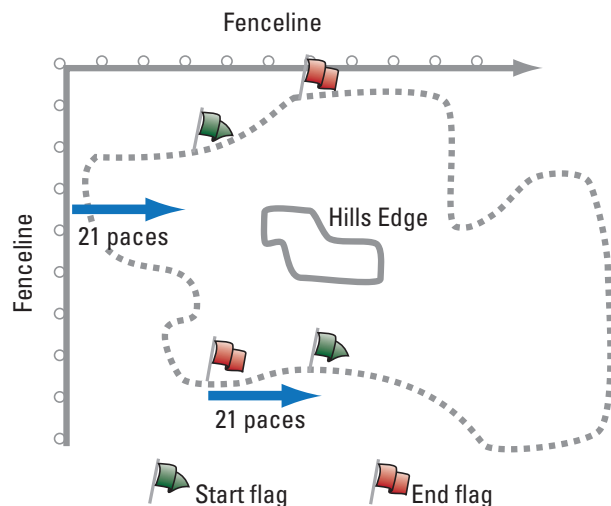 Fenceline
Hills Edge
21 paces
Fenceline
21 paces
Start flag
End flag